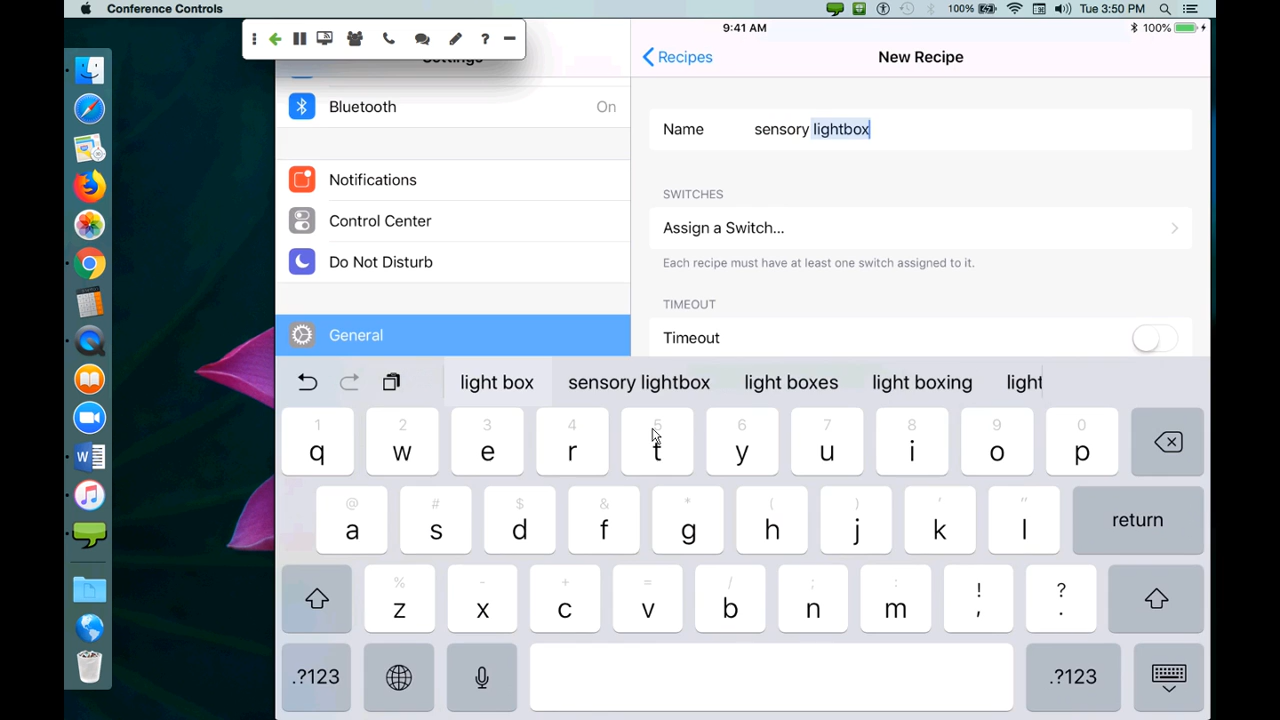 Conference Controls
100%
Tue 3:50 PM
9:41 AM
100%
Settings
Recipes
New Recipe
Bluetooth
On
Name
sensory lightbox
Notifications
SWITCHES
Control Center
Assign a Switch...
Do Not Disturb
Each recipe must have at least one switch assigned to it.
TIMEOUT
General
Timeout
light box
sensory lightbox
light boxes
light boxing
light
1 2 3 4 5 6 7 8 9 0
q w e r t y u i o p
@ # $ & * ( ) ' "
a s d f g h j k l return
% - + = / ; : ! ?
z x c v b n m , .
.?123
.?123